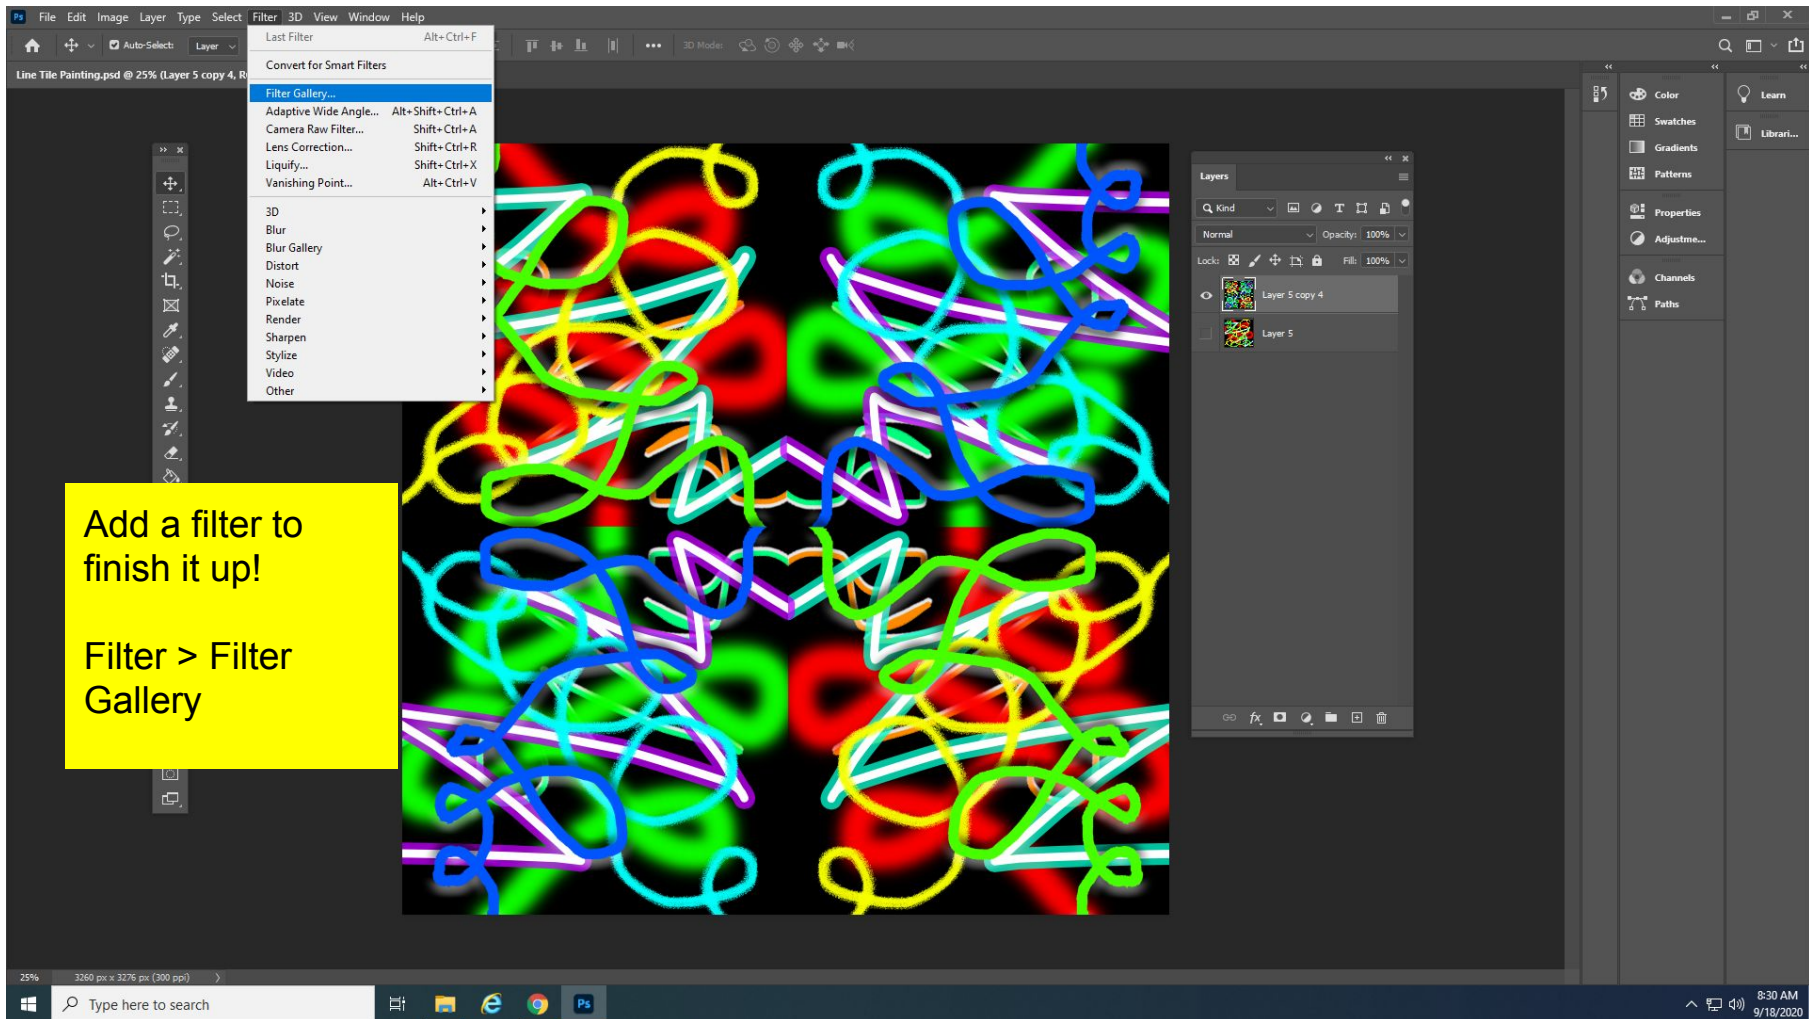 Ps File Edit Image Layer Type Select Filter 3D View Window Help
Auto-Select: Layer 3D Mode:
Line Tile Painting.psd @ 25% (Layer 5 copy 4, R
Last Filter Alt+Ctrl+F
Convert for Smart Filters
Filter Gallery...
Adaptive Wide Angle... Alt+Shift+Ctrl+A
Camera Raw Filter... Shift+Ctrl+A
Lens Correction... Shift+Ctrl+R
Liquify... Shift+Ctrl+X
Vanishing Point... Alt+Ctrl+V
3D
Blur
Blur Gallery
Distort
Noise
Pixelate
Render
Sharpen
Stylize
Video
Other
Add a filter to
finish it up!
Filter > Filter
Gallery
Layers
Kind
Normal Opacity: 100%
Lock: Fill: 100%
Layer 5 copy 4
Layer 5
fx
Color
Swatches
Gradients
Patterns
Properties
Adjustme...
Channels
Paths
Learn
Librari...
25% 3260 px x 3276 px (300 ppi)
Type here to search
Ps
8:30 AM
9/18/2020